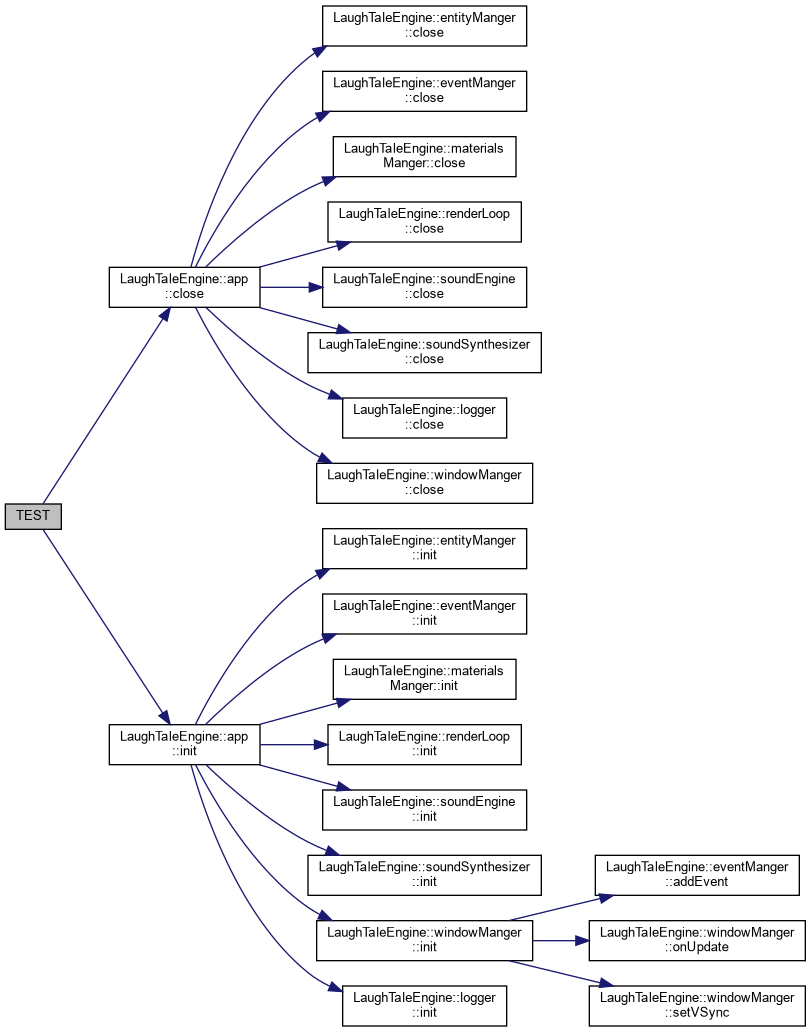 LaughTaleEngine::entityManger
::close
LaughTaleEngine::eventManger
::close
LaughTaleEngine::materials
Manger::close
LaughTaleEngine::renderLoop
::close
LaughTaleEngine::app
::close
LaughTaleEngine::soundEngine
::close
LaughTaleEngine::soundSynthesizer
::close
LaughTaleEngine::logger
::close
LaughTaleEngine::windowManger
::close
TEST
LaughTaleEngine::entityManger
::init
LaughTaleEngine::eventManger
::init
LaughTaleEngine::materials
Manger::init
LaughTaleEngine::app
::init
LaughTaleEngine::renderLoop
::init
LaughTaleEngine::soundEngine
::init
LaughTaleEngine::soundSynthesizer
::init
LaughTaleEngine::eventManger
::addEvent
LaughTaleEngine::windowManger
::init
LaughTaleEngine::windowManger
::onUpdate
LaughTaleEngine::logger
::init
LaughTaleEngine::windowManger
::setVSync